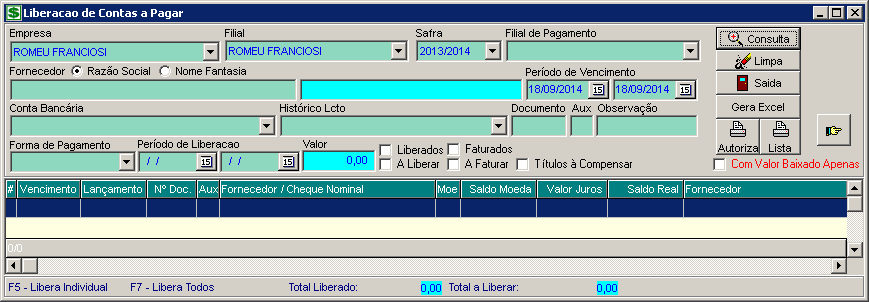 Liberacao de Contas a Pagar
Empresa Filial Safra Filial de Pagamento
ROMEU FRANCIOSI ROMEU FRANCIOSI 2013/2014
Consulta
Limpa
Fornecedor Razão Social Nome Fantasia Período de Vencimento
18/09/2014 15 18/09/2014 15
Saida
Conta Bancária Histórico Lcto Documento Aux Observação
Gera Excel
Forma de Pagamento Período de Liberacao Valor
/ / 15 / / 15 0,00
Liberados Faturados
A Liberar A Faturar Títulos à Compensar
Autoriza Lista
Com Valor Baixado Apenas
# Vencimento Lançamento Nº Doc. Aux Fornecedor / Cheque Nominal Moe Saldo Moeda Valor Juros Saldo Real Fornecedor
0/0
F5 - Libera Individual F7 - Libera Todos Total Liberado: 0,00 Total a Liberar: 0,00